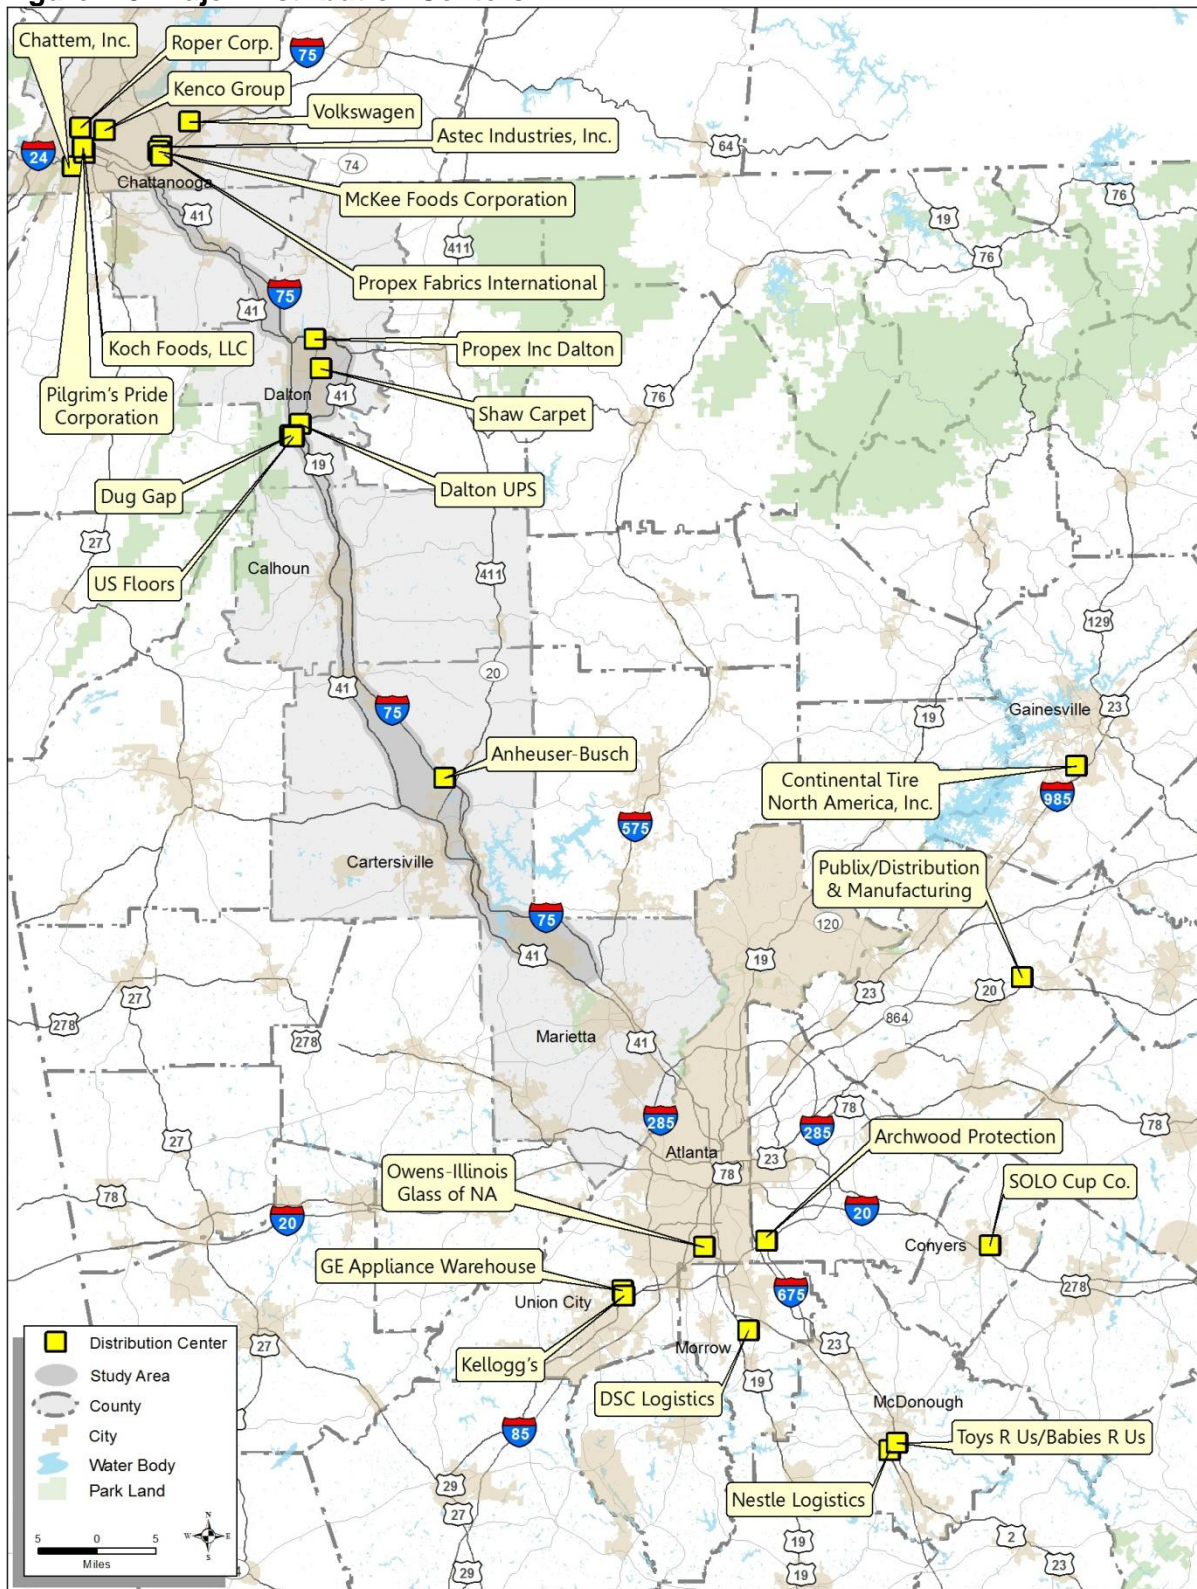 Chattem, Inc.
Roper Corp.
75
Kenco Group
Volkswagen
Astec Industries, Inc.
24
64
74
Chattanooga
McKee Foods Corporation
76
41
19
411
76
Propex Fabrics International
75
41
Koch Foods, LLC
Propex Inc Dalton
Pilgrim's Pride
Corporation
Dalton
41
76
Shaw Carpet
19
Dug Gap
Dalton UPS
27
Calhoun
411
US Floors
129
20
41
75
Gainesville
23
19
Anheuser-Busch
Continental Tire
North America, Inc.
985
575
Cartersville
Publix/Distribution
& Manufacturing
75
120
41
19
27
23
20
278
864
278
Marietta
41
285
78
285
78
27
Archwood Protection
Atlanta
Owens-Illinois
Glass of NA
78
23
SOLO Cup Co.
78
20
20
Conyers
GE Appliance Warehouse
Union City
675
278
Distribution Center
27
Kellogg's
Morrow
23
Study Area
DSC Logistics
19
County
McDonough
City
85
Toys R Us/Babies R Us
Water Body
Park Land
29
Nestle Logistics
27
N
W
E
S
5
0
5
Miles
19
2
23
29
19